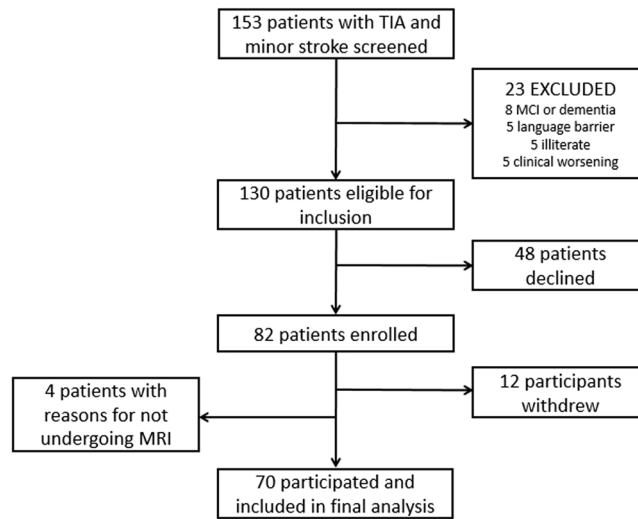 153 patients with TIA and
minor stroke screened
23 EXCLUDED
8 MCI or dementia
5 language barrier
5 illiterate
5 clinical worsening
130 patients eligible for
inclusion
48 patients
declined
82 patients enrolled
4 patients with
reasons for not
undergoing MRI
12 participants
withdrew
70 participated and
included in final analysis